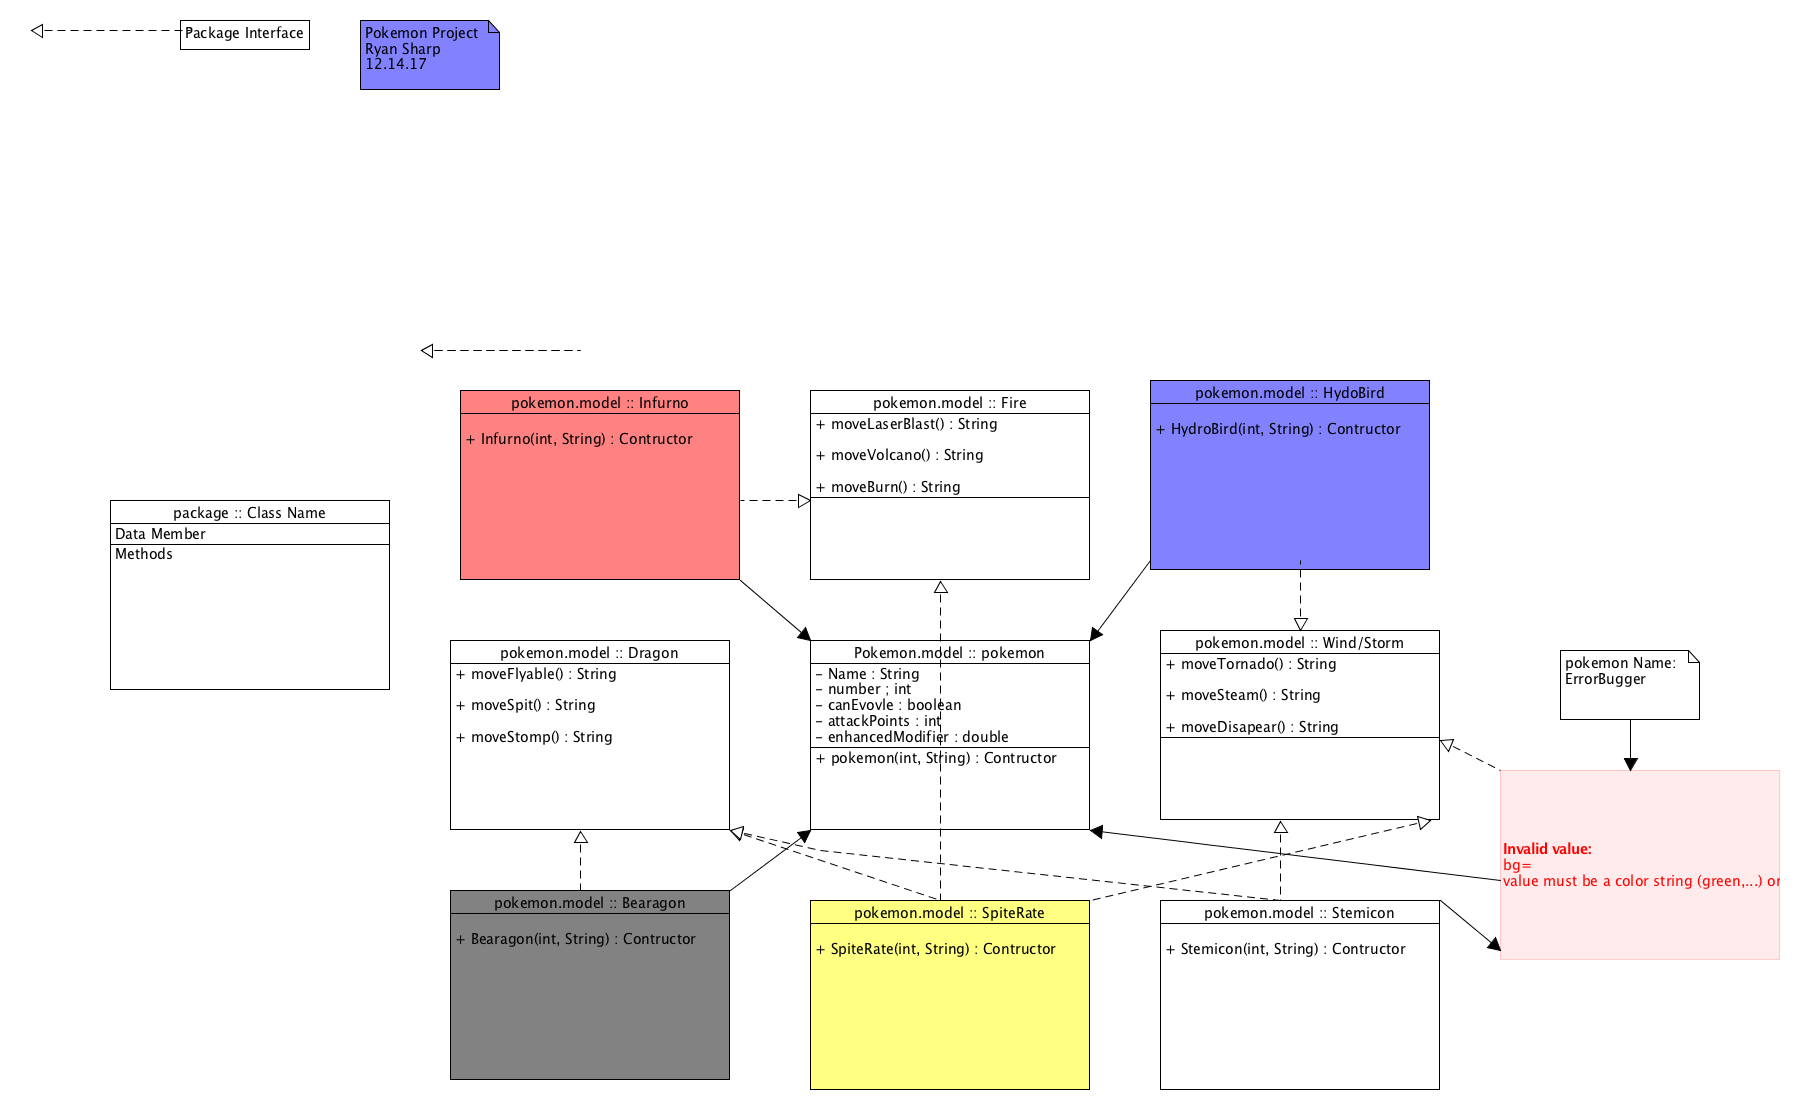 Package Interface
Pokemon Project
Ryan Sharp
12.14.17
pokemon.model :: Infurno
+ Infurno(int, String) : Contructor
pokemon.model :: Fire
+ moveLaserBlast() : String
+ moveVolcano() : String
+ moveBurn() : String
pokemon.model :: HydoBird
+ HydroBird(int, String) : Contructor
package :: Class Name
Data Member
Methods
pokemon.model :: Dragon
+ moveFlyable() : String
+ moveSpit() : String
+ moveStomp() : String
Pokemon.model :: pokemon
- Name : String
- number ; int
- canEvovle : boolean
- attackPoints : int
- enhancedModifier : double
+ pokemon(int, String) : Contructor
pokemon.model :: Wind/Storm
+ moveTornado() : String
+ moveSteam() : String
+ moveDisapear() : String
pokemon Name:
ErrorBugger
Invalid value:
bg=
value must be a color string (green,...) or
pokemon.model :: Bearagon
+ Bearagon(int, String) : Contructor
pokemon.model :: SpiteRate
+ SpiteRate(int, String) : Contructor
pokemon.model :: Stemicon
+ Stemicon(int, String) : Contructor